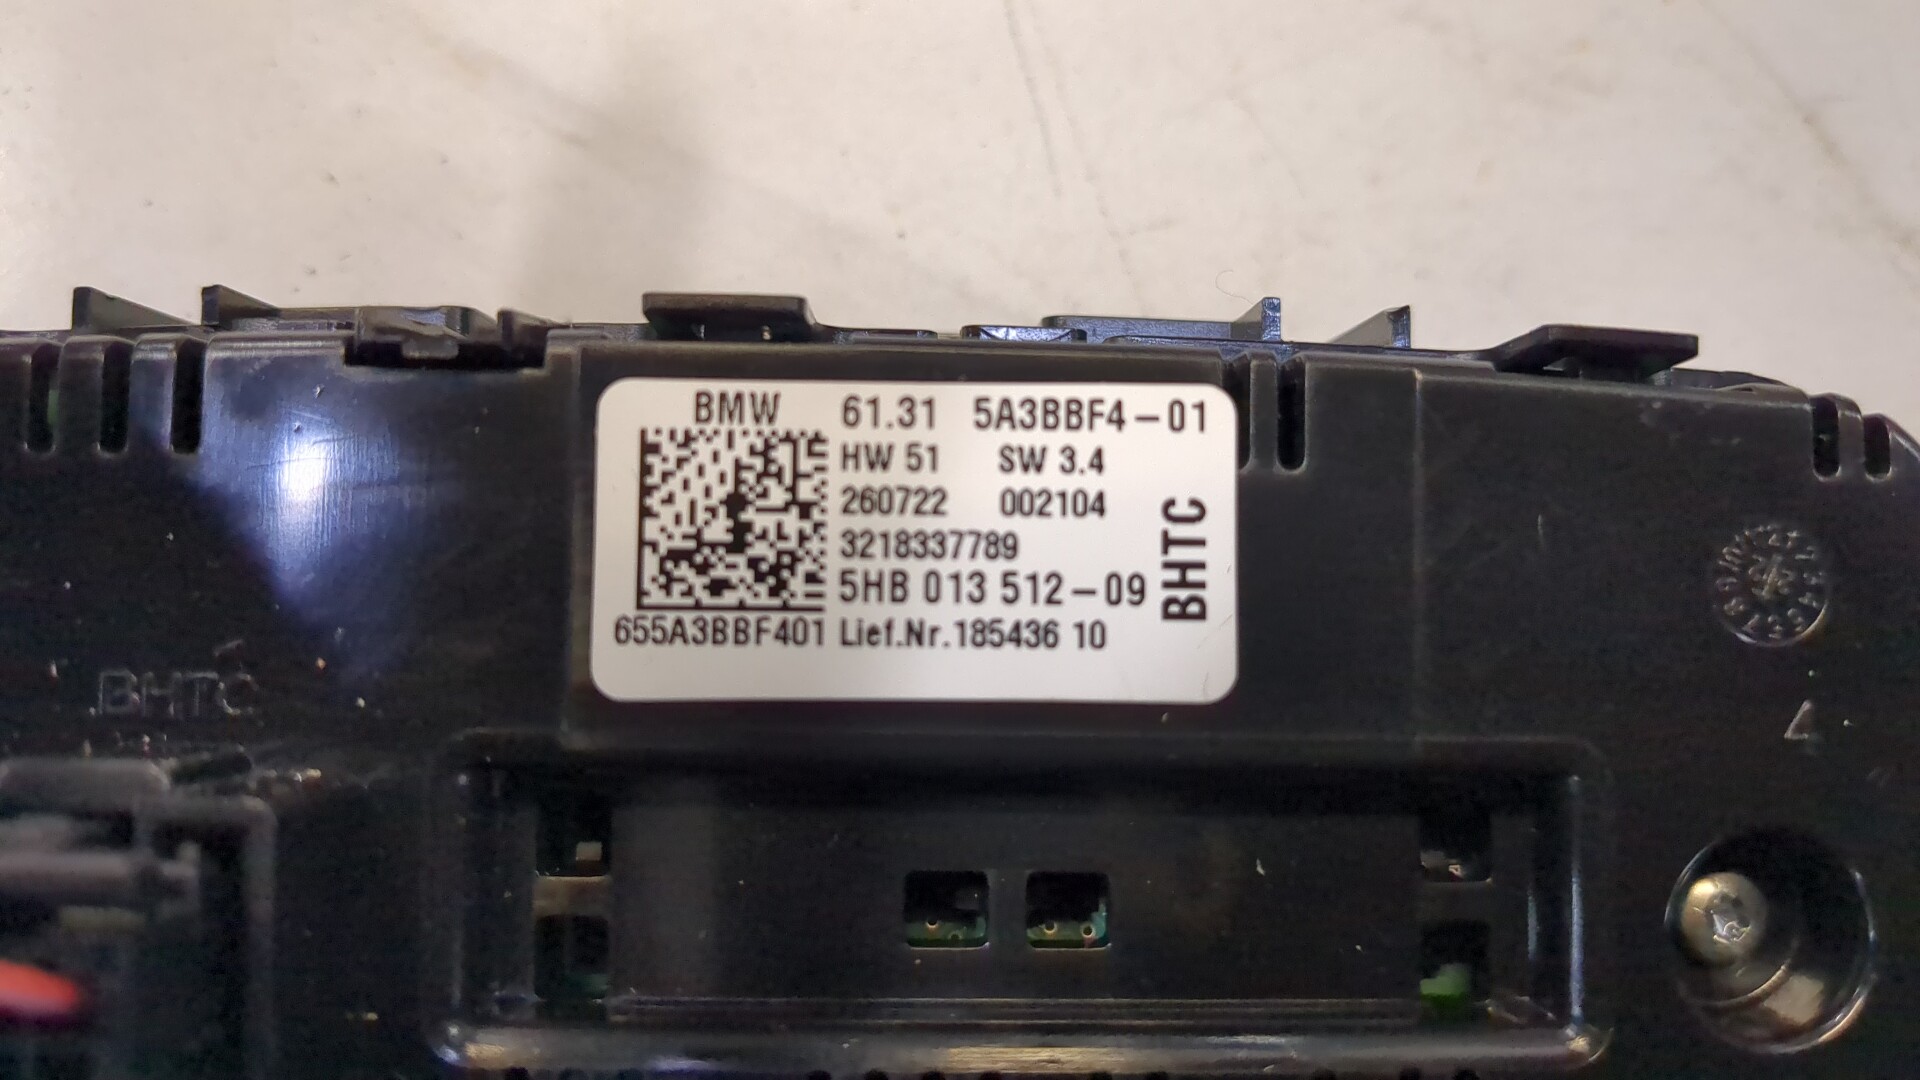 BMW 61.31 5A3BBF4-01
HW 51 SW 3.4
260722 002104
3218337789
5HB 013 512-09
655A3BBF401 Lief.Nr.185436 10
BHTC
BHTC